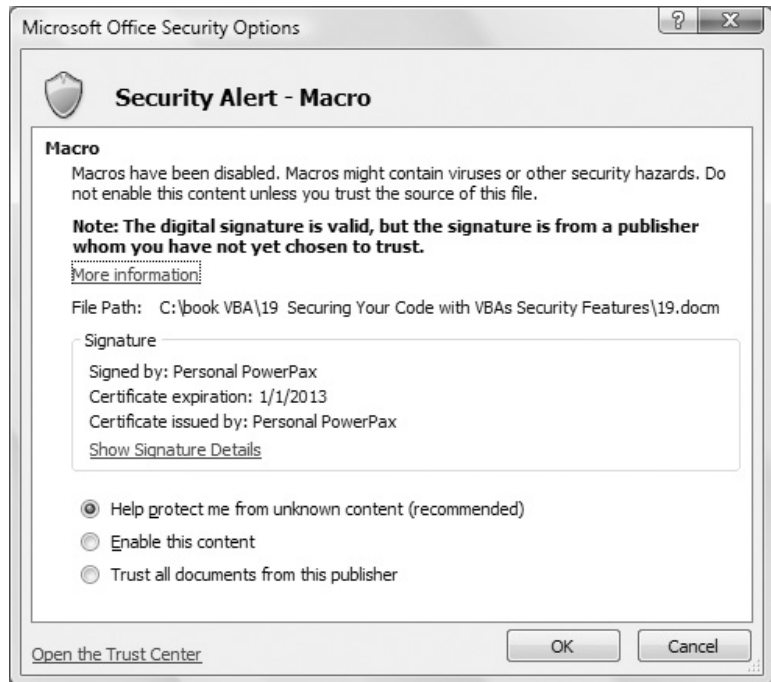 Microsoft Office Security Options
? X
Security Alert - Macro
Macro
Macros have been disabled. Macros might contain viruses or other security hazards. Do
not enable this content unless you trust the source of this file.
Note: The digital signature is valid, but the signature is from a publisher
whom you have not yet chosen to trust.
More information
File Path: C:\book VBA\19 Securing Your Code with VBAs Security Features\19.docm
Signature
Signed by: Personal PowerPax
Certificate expiration: 1/1/2013
Certificate issued by: Personal PowerPax
Show Signature Details
Help protect me from unknown content (recommended)
Enable this content
Trust all documents from this publisher
Open the Trust Center
OK
Cancel